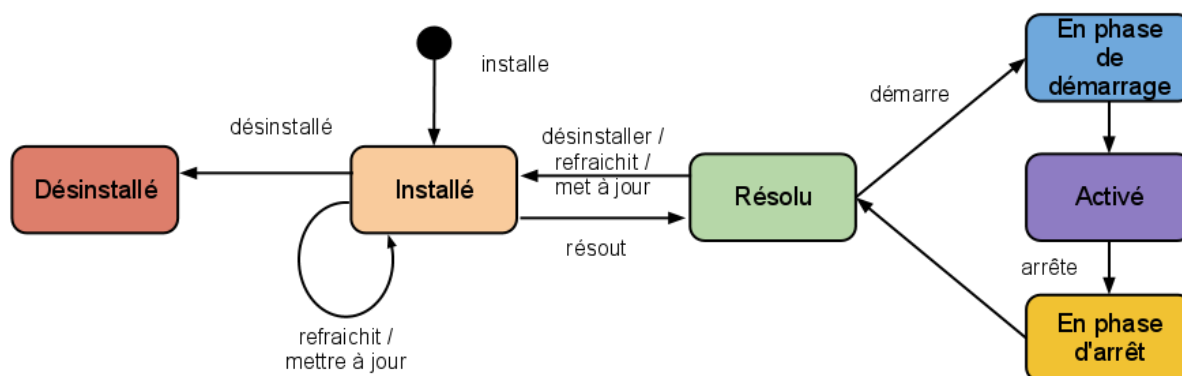 En phase
de
démarrage
installe
démarre
désinstallé
désinstaller /
refraichit /
met à jour
Désinstallé
Installé
Résolu
Activé
résout
arrête
refraichit /
mettre à jour
En phase
d'arrêt